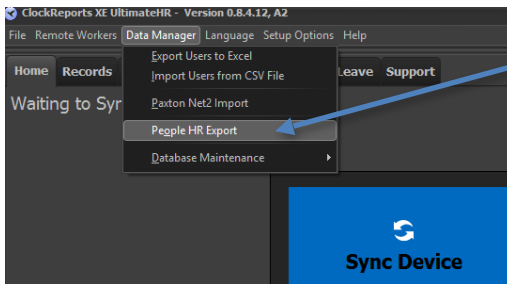 ClockReports XE UltimateHR - Version 0.8.4.12, A2
File Remote Workers Data Manager Language Setup Options Help
Home Records Leave Support
Export Users to Excel
Import Users from CSV File
Waiting to Syn
Paxton Net2 Import
People HR Export
Database Maintenance
Sync Device